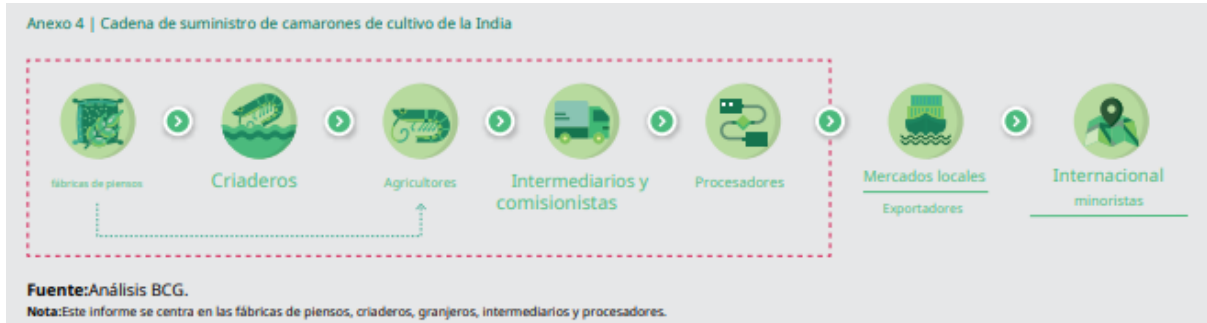 Anexo 4 | Cadena de suministro de camarones de cultivo de la India
fábricas de piensos
Criaderos
Agricultores
Intermediarios y
comisionistas
Procesadores
Mercados locales
Exportadores
Internacional
minoristas
Fuente:Análisis BCG.
Nota:Este informe se centra en las fábricas de piensos, criaderos, granjeros, intermediarios y procesadores.